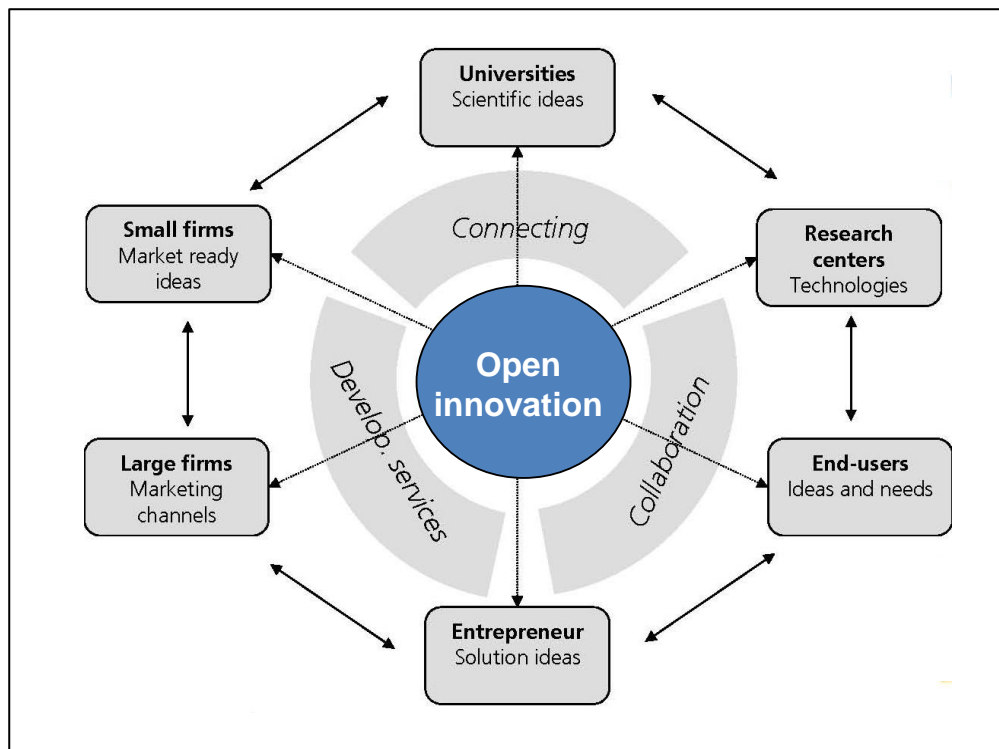 Universities
Scientific ideas
Small firms
Market ready
ideas
Connecting
Research
centers
Technologies
Open
innovation
Develop. services
Collaboration
Large firms
Marketing
channels
End-users
Ideas and needs
Entrepreneur
Solution ideas